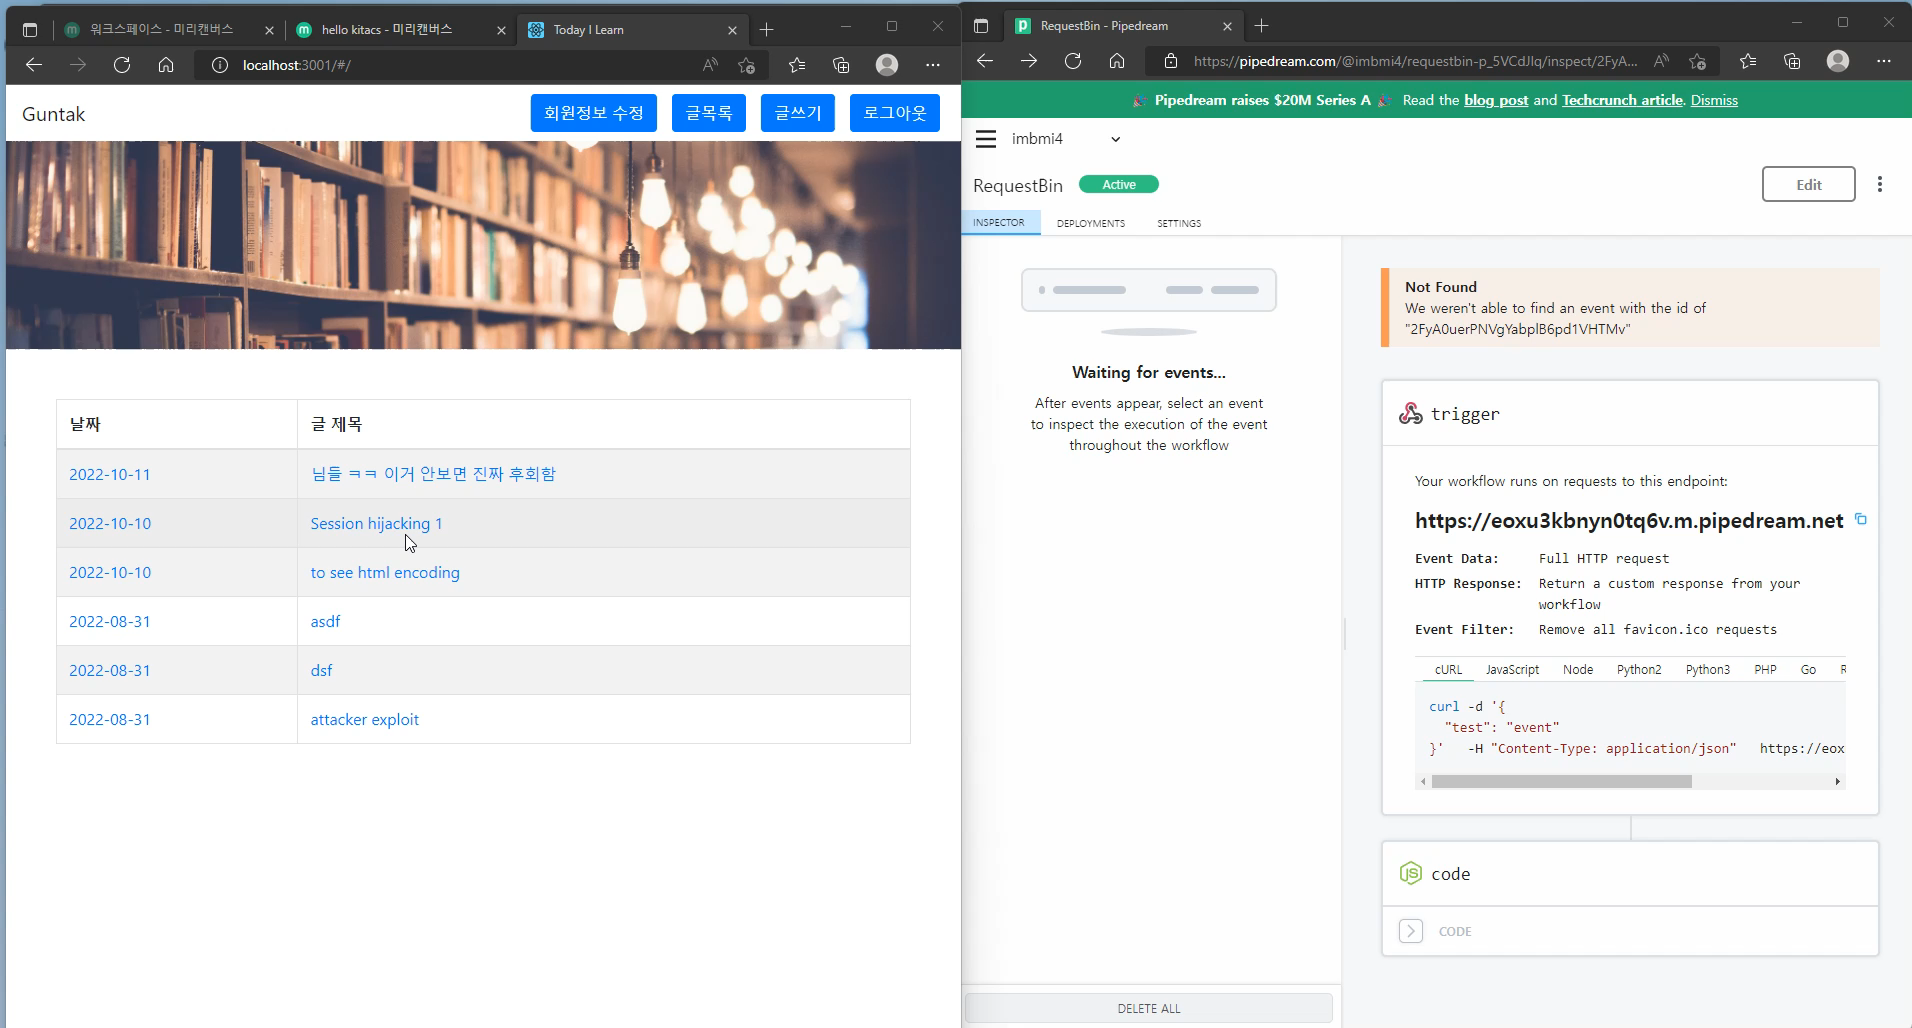 워크스페이스 - 미리캔버스
hello kitacs - 미리캔버스
Today I Learn
localhost:3001/#/
Guntak
회원정보 수정
글목록
글쓰기
로그아웃
날짜
글 제목
2022-10-11
님들 ㅋㅋ 이거 안보면 진짜 후회함
2022-10-10
Session hijacking 1
2022-10-10
to see html encoding
2022-08-31
asdf
2022-08-31
dsf
2022-08-31
attacker exploit
RequestBin - Pipedream
https://pipedream.com/@imbmi4/requestbin-p_5VCdJIq/inspect/2FyA...
Pipedream raises $20M Series A Read the blog post and Techcrunch article. Dismiss
imbmi4
RequestBin
Active
Edit
INSPECTOR
DEPLOYMENTS
SETTINGS
Waiting for events...
After events appear, select an event
to inspect the execution of the event
throughout the workflow
DELETE ALL
Not Found
We weren't able to find an event with the id of
"2FyA0uerPNVgYabplB6pd1VHTMv"
trigger
Your workflow runs on requests to this endpoint:
https://eoxu3kbnyn0tq6v.m.pipedream.net
Event Data: Full HTTP request
HTTP Response: Return a custom response from your
workflow
Event Filter: Remove all favicon.ico requests
cURL JavaScript Node Python2 Python3 PHP Go R
curl -d '{
"test": "event"
}' -H "Content-Type: application/json" https://eox
code
CODE